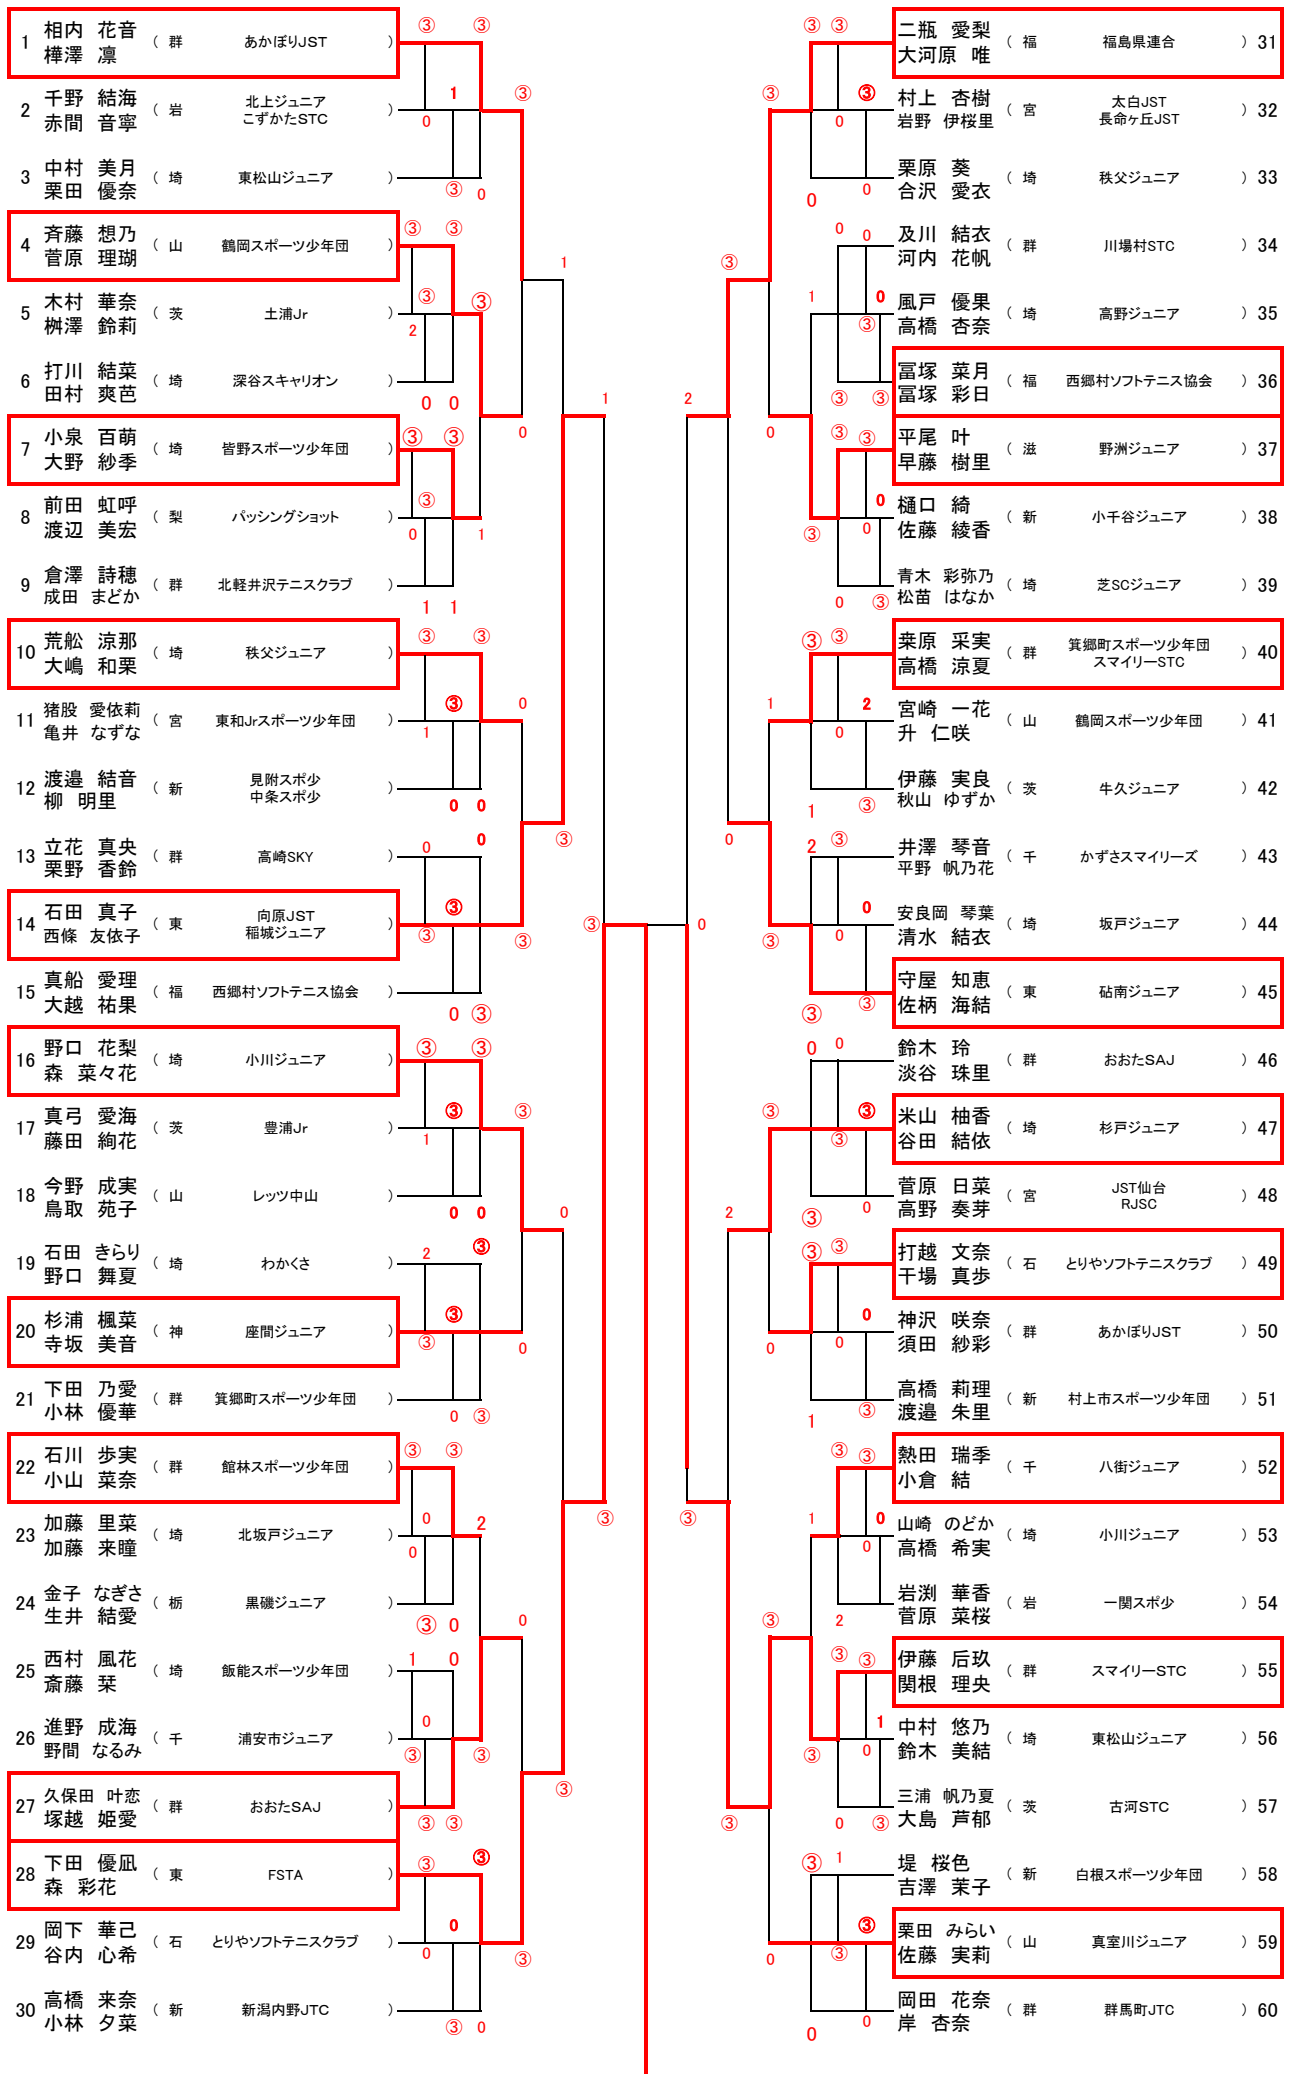 1 相内 花音 ( 群 あかぼりJST )
樺澤 凛
2 千野 結海 ( 岩 北上ジュニア )
赤間 音寧 こずかたSTC
3 中村 美月 ( 埼 東松山ジュニア )
栗田 優奈
4 斉藤 想乃 ( 山 鶴岡スポーツ少年団 )
菅原 理瑚
5 木村 華奈 ( 茨 土浦Jr )
桝澤 鈴莉
6 打川 結菜 ( 埼 深谷スキャリオン )
田村 爽芭
7 小泉 百萌 ( 埼 皆野スポーツ少年団 )
大野 紗季
8 前田 虹呼 ( 梨 パッシングショット )
渡辺 美宏
9 倉澤 詩穂 ( 群 北軽井沢テニスクラブ )
成田 まどか
10 荒舩 涼那 ( 埼 秩父ジュニア )
大嶋 和栗
11 猪股 愛依莉 ( 宮 東和Jrスポーツ少年団 )
亀井 なずな
12 渡邉 結音 ( 新 見附スポ少 )
柳 明里 中条スポ少
13 立花 真央 ( 群 高崎SKY )
栗野 香鈴
14 石田 真子 ( 東 向原JST )
西條 友依子 稲城ジュニア
15 真船 愛理 ( 福 西郷村ソフトテニス協会 )
大越 祐果
16 野口 花梨 ( 埼 小川ジュニア )
森 菜々花
17 真弓 愛海 ( 茨 豊浦Jr )
藤田 絢花
18 今野 成実 ( 山 レッツ中山 )
鳥取 苑子
19 石田 きらり ( 埼 わかくさ )
野口 舞夏
20 杉浦 楓菜 ( 神 座間ジュニア )
寺坂 美音
21 下田 乃愛 ( 群 箕郷町スポーツ少年団 )
小林 優華
22 石川 歩実 ( 群 館林スポーツ少年団 )
小山 菜奈
23 加藤 里菜 ( 埼 北坂戸ジュニア )
加藤 来瞳
24 金子 なぎさ ( 栃 黒磯ジュニア )
生井 結愛
25 西村 風花 ( 埼 飯能スポーツ少年団 )
斎藤 栞
26 進野 成海 ( 千 浦安市ジュニア )
野間 なるみ
27 久保田 叶恋 ( 群 おおたSAJ )
塚越 姫愛
28 下田 優凪 ( 東 FSTA )
森 彩花
29 岡下 華己 ( 石 とりやソフトテニスクラブ )
谷内 心希
30 高橋 来奈 ( 新 新潟内野JTC )
小林 夕菜
二瓶 愛梨 ( 福 福島県連合 ) 31
大河原 唯
村上 杏樹 ( 宮 太白JST ) 32
岩野 伊桜里 長命ヶ丘JST
栗原 葵 ( 埼 秩父ジュニア ) 33
合沢 愛衣
及川 結衣 ( 群 川場村STC ) 34
河内 花帆
風戸 優果 ( 埼 高野ジュニア ) 35
高橋 杏奈
冨塚 菜月 ( 福 西郷村ソフトテニス協会 ) 36
冨塚 彩日
平尾 叶 ( 滋 野洲ジュニア ) 37
早藤 樹里
樋口 綺 ( 新 小千谷ジュニア ) 38
佐藤 綾香
青木 彩弥乃 ( 埼 芝SCジュニア ) 39
松苗 はなか
桒原 采実 ( 群 箕郷町スポーツ少年団 ) 40
高橋 涼夏 スマイリーSTC
宮崎 一花 ( 山 鶴岡スポーツ少年団 ) 41
升 仁咲
伊藤 実良 ( 茨 牛久ジュニア ) 42
秋山 ゆずか
井澤 琴音 ( 千 かずさスマイリーズ ) 43
平野 帆乃花
安良岡 琴葉 ( 埼 坂戸ジュニア ) 44
清水 結衣
守屋 知恵 ( 東 砧南ジュニア ) 45
佐柄 海結
鈴木 玲 ( 群 おおたSAJ ) 46
淡谷 珠里
米山 柚香 ( 埼 杉戸ジュニア ) 47
谷田 結依
菅原 日菜 ( 宮 JST仙台 ) 48
高野 奏芽 RJSC
打越 文奈 ( 石 とりやソフトテニスクラブ ) 49
干場 真歩
神沢 咲奈 ( 群 あかぼりJST ) 50
須田 紗彩
高橋 莉理 ( 新 村上市スポーツ少年団 ) 51
渡邉 朱里
熱田 瑞季 ( 千 八街ジュニア ) 52
小倉 結
山崎 のどか ( 埼 小川ジュニア ) 53
高橋 希実
岩渕 華香 ( 岩 一関スポ少 ) 54
菅原 菜桜
伊藤 后玖 ( 群 スマイリーSTC ) 55
関根 理央
中村 悠乃 ( 埼 東松山ジュニア ) 56
鈴木 美結
三浦 帆乃夏 ( 茨 古河STC ) 57
大島 芦郁
堤 桜色 ( 新 白根スポーツ少年団 ) 58
吉澤 茉子
栗田 みらい ( 山 真室川ジュニア ) 59
佐藤 実莉
岡田 花奈 ( 群 群馬町JTC ) 60
岸 杏奈